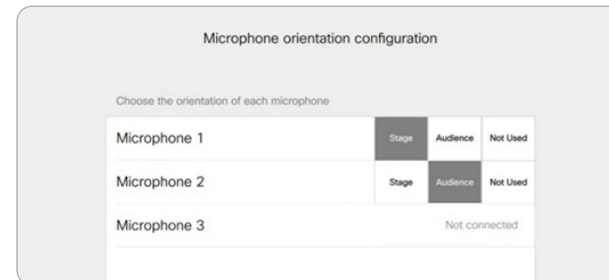 Microphone orientation configuration
Choose the orientation of each microphone
Microphone 1 Stage Audience Not Used
Microphone 2 Stage Audience Not Used
Microphone 3 Not connected